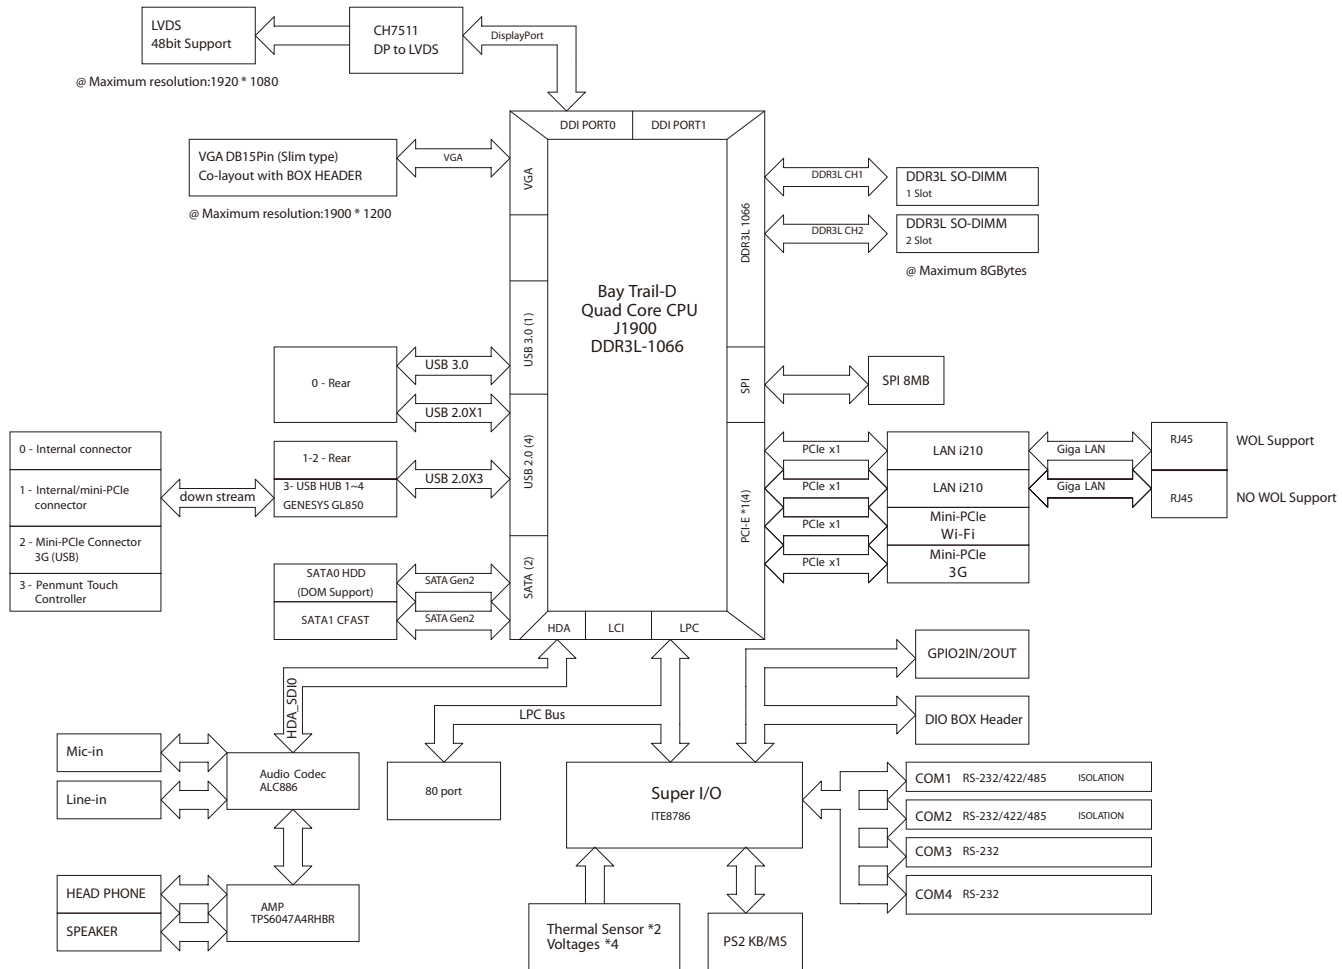 LVDS
48bit Support
@ Maximum resolution:1920 * 1080
CH7511
DP to LVDS
DisplayPort
DDI PORT0
DDI PORT1
VGA DB15Pin (Slim type)
Co-layout with BOX HEADER
@ Maximum resolution:1900 * 1200
VGA
VGA
DDR3L 1066
DDR3L CH1
DDR3L SO-DIMM
1 Slot
DDR3L CH2
DDR3L SO-DIMM
2 Slot
@ Maximum 8GBytes
Bay Trail-D
Quad Core CPU
J1900
DDR3L-1066
USB 3.0 (1)
0 - Rear
USB 3.0
USB 2.0X1
USB 2.0 (4)
1-2 - Rear
3- USB HUB 1~4
GENESYS GL850
USB 2.0X3
down stream
0 - Internal connector
1 - Internal/mini-PCIe
connector
2 - Mini-PCIe Connector
3G (USB)
3 - Penmunt Touch
Controller
SPI
SPI 8MB
PCI-E *1(4)
PCIe x1
LAN i210
Giga LAN
RJ45
WOL Support
PCIe x1
LAN i210
Giga LAN
RJ45
NO WOL Support
PCIe x1
Mini-PCIe
Wi-Fi
PCIe x1
Mini-PCIe
3G
SATA (2)
SATA0 HDD
(DOM Support)
SATA Gen2
SATA1 CFAST
SATA Gen2
HDA
LCI
LPC
HDA_SDI0
LPC Bus
GPIO2IN/2OUT
DIO BOX Header
Mic-in
Line-in
Audio Codec
ALC886
80 port
Super I/O
ITE8786
COM1 RS-232/422/485 ISOLATION
COM2 RS-232/422/485 ISOLATION
COM3 RS-232
COM4 RS-232
HEAD PHONE
SPEAKER
AMP
TPS6047A4RHBR
Thermal Sensor *2
Voltages *4
PS2 KB/MS